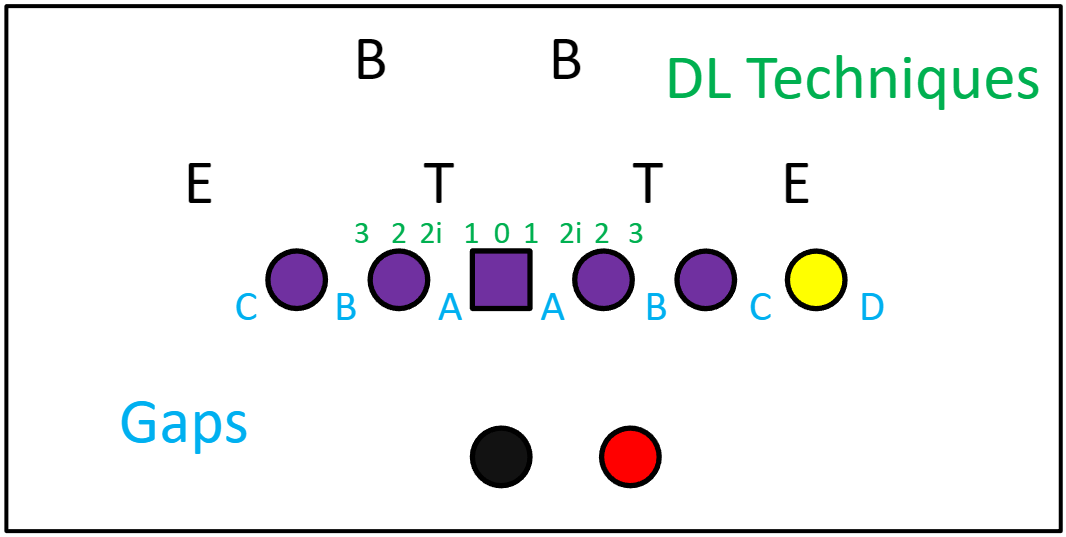 B B
DL Techniques
E T T E
3 2 2i 1 0 1 2i 2 3
C B A A B C D
Gaps